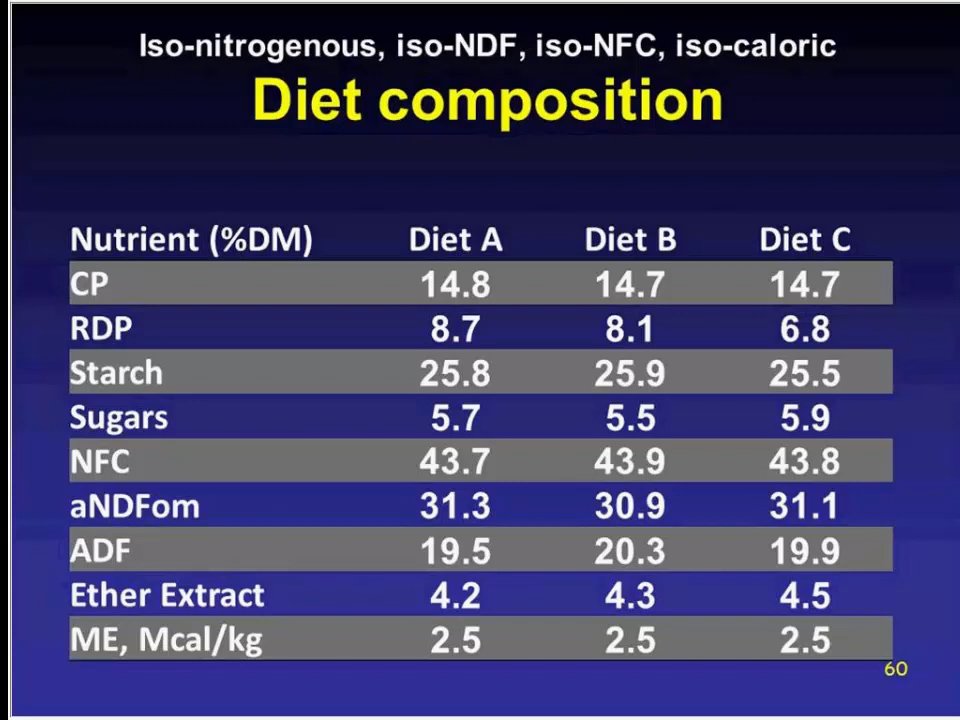 Iso-nitrogenous, iso-NDF, iso-NFC, iso-caloric
Diet composition
Nutrient (%DM) Diet A Diet B Diet C
CP 14.8 14.7 14.7
RDP 8.7 8.1 6.8
Starch 25.8 25.9 25.5
Sugars 5.7 5.5 5.9
NFC 43.7 43.9 43.8
aNDFom 31.3 30.9 31.1
ADF 19.5 20.3 19.9
Ether Extract 4.2 4.3 4.5
ME, Mcal/kg 2.5 2.5 2.5
60